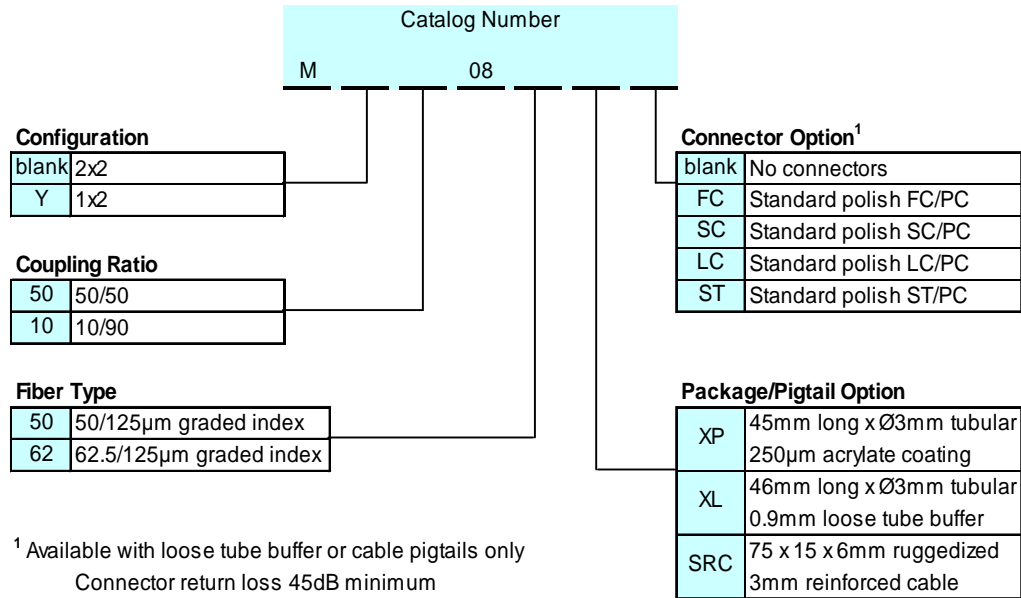 Catalog Number
M 08
Configuration
blank 2x2
Y 1x2
Coupling Ratio
50 50/50
10 10/90
Fiber Type
50 50/125µm graded index
62 62.5/125µm graded index
¹ Available with loose tube buffer or cable pigtails only
Connector return loss 45dB minimum
Connector Option¹
blank No connectors
FC Standard polish FC/PC
SC Standard polish SC/PC
LC Standard polish LC/PC
ST Standard polish ST/PC
Package/Pigtail Option
XP 45mm long x Ø3mm tubular
250µm acrylate coating
XL 46mm long x Ø3mm tubular
0.9mm loose tube buffer
SRC 75 x 15 x 6mm ruggedized
3mm reinforced cable